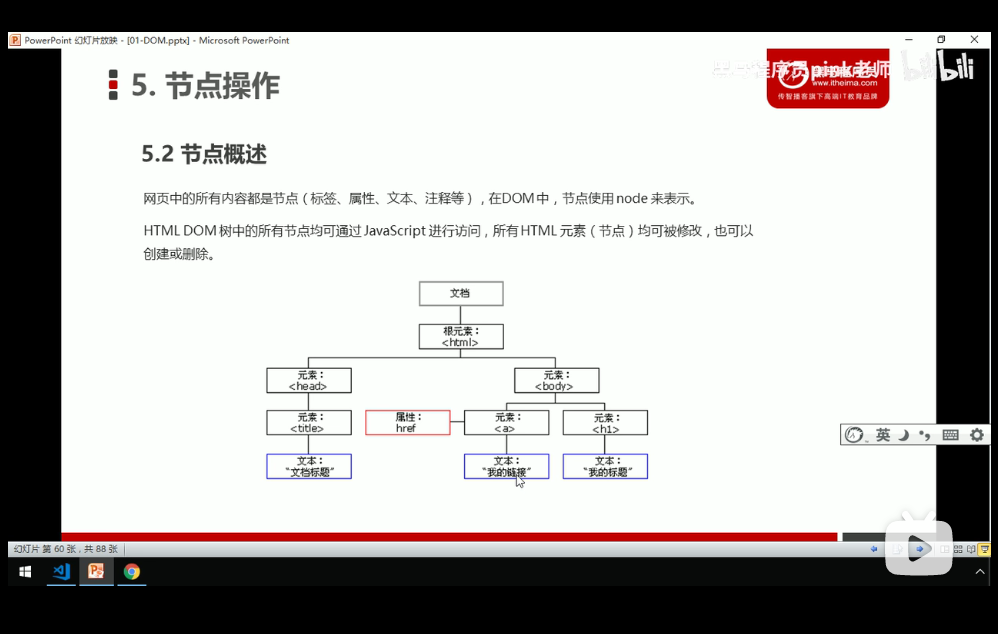 PowerPoint 幻灯片放映 - [01-DOM.pptx] - Microsoft PowerPoint
程序员pink老师
bili
www.itheima.com
传智播客旗下高端IT教育品牌
5. 节点操作
5.2 节点概述
网页中的所有内容都是节点（标签、属性、文本、注释等），在DOM 中，节点使用 node 来表示。
HTML DOM 树中的所有节点均可通过 JavaScript 进行访问，所有 HTML 元素（节点）均可被修改，也可以
创建或删除。
文档
根元素：
<html>
元素：
<head>
元素：
<body>
元素：
<title>
属性：
href
元素：
<a>
元素：
<h1>
文本：
“文档标题”
文本：
“我的链接”
文本：
“我的标题”
英
幻灯片 第 60 张，共 88 张